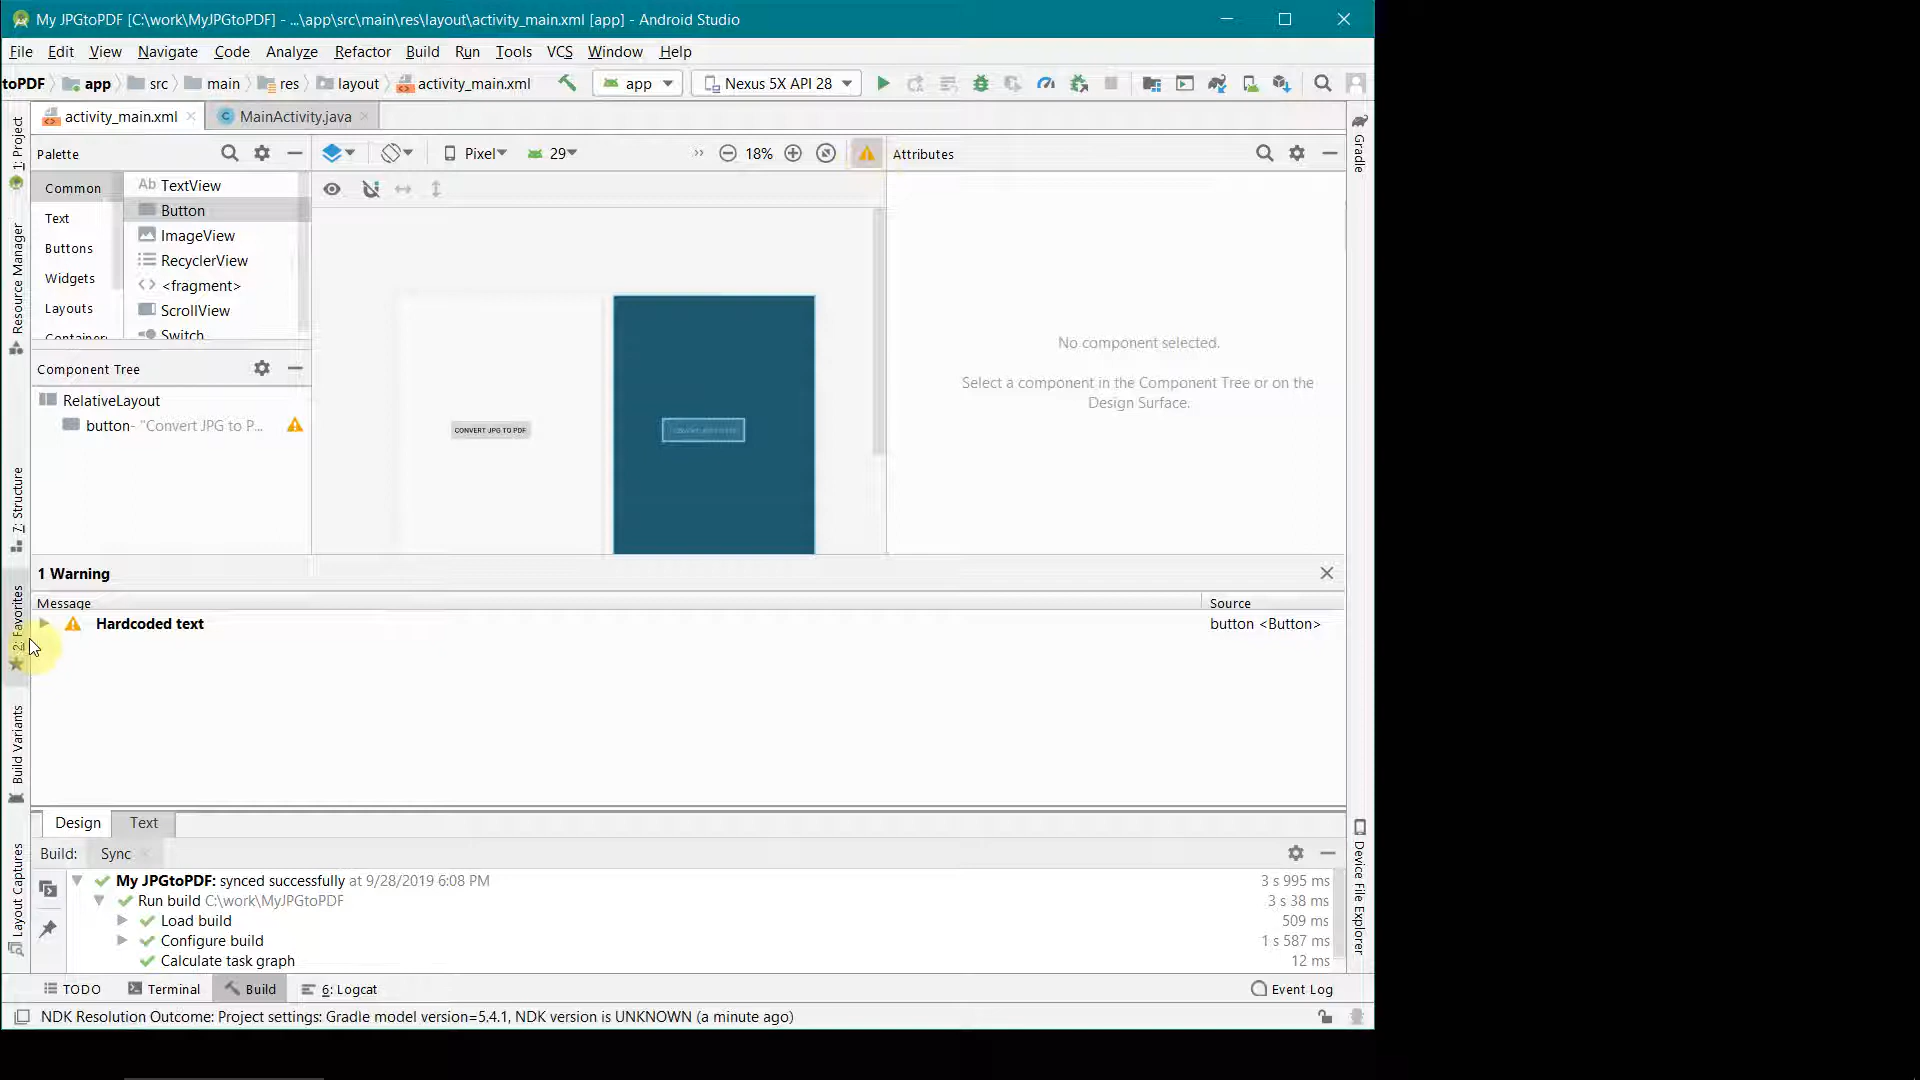 My JPGtoPDF [C:\work\MyJPGtoPDF] - ...\app\src\main\res\layout\activity_main.xml [app] - Android Studio
File Edit View Navigate Code Analyze Refactor Build Run Tools VCS Window Help
toPDF app src main res layout activity_main.xml app Nexus 5X API 28
activity_main.xml MainActivity.java
Palette Pixel 29 18% Attributes
Common
Text
Buttons
Widgets
Layouts
Ab TextView
Button
ImageView
RecyclerView
<fragment>
ScrollView
Switch
Component Tree
RelativeLayout
button- "Convert JPG to P...
CONVERT JPG TO PDF
No component selected.
Select a component in the Component Tree or on the
Design Surface.
1 Warning
Message Source
Hardcoded text button <Button>
Design Text
Build: Sync
My JPGtoPDF: synced successfully at 9/28/2019 6:08 PM 3 s 995 ms
Run build C:\work\MyJPGtoPDF 3 s 38 ms
Load build 509 ms
Configure build 1 s 587 ms
Calculate task graph 12 ms
TODO Terminal Build 6: Logcat Event Log
NDK Resolution Outcome: Project settings: Gradle model version=5.4.1, NDK version is UNKNOWN (a minute ago)
1: Project
Resource Manager
7: Structure
2: Favorites
Build Variants
Layout Captures
Gradle
Device File Explorer